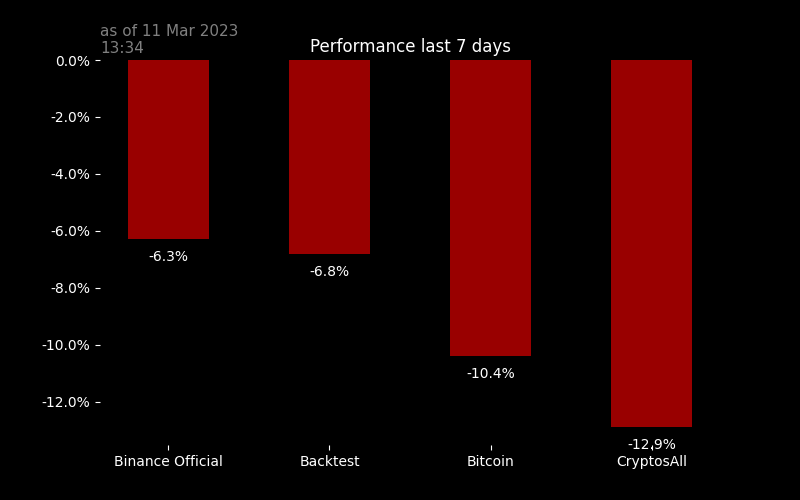 as of 11 Mar 2023
13:34
Performance last 7 days
0.0%
-2.0%
-4.0%
-6.0%
-8.0%
-10.0%
-12.0%
-6.3%
-6.8%
-10.4%
-12.9%
Binance Official
Backtest
Bitcoin
CryptosAll